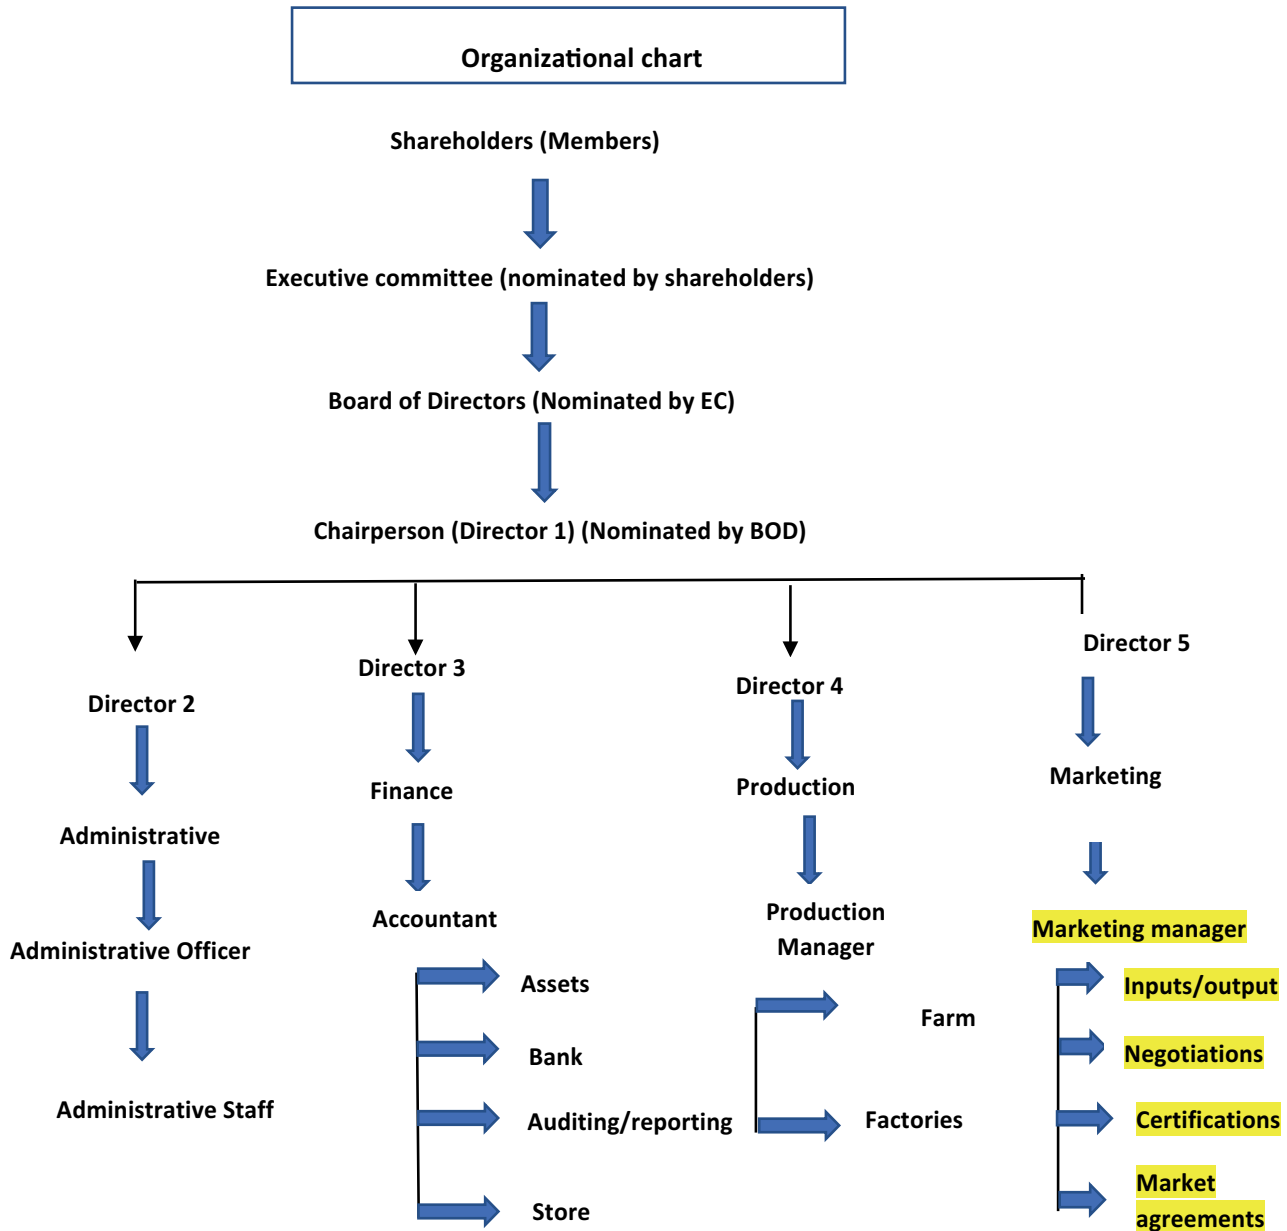 Organizational chart
Shareholders (Members)
Executive committee (nominated by shareholders)
Board of Directors (Nominated by EC)
Chairperson (Director 1) (Nominated by BOD)
Director 2
Administrative
Administrative Officer
Administrative Staff
Director 3
Finance
Accountant
Assets
Bank
Auditing/reporting
Store
Director 4
Production
Production
Manager
Farm
Factories
Director 5
Marketing
Marketing manager
Inputs/output
Negotiations
Certifications
Market
agreements